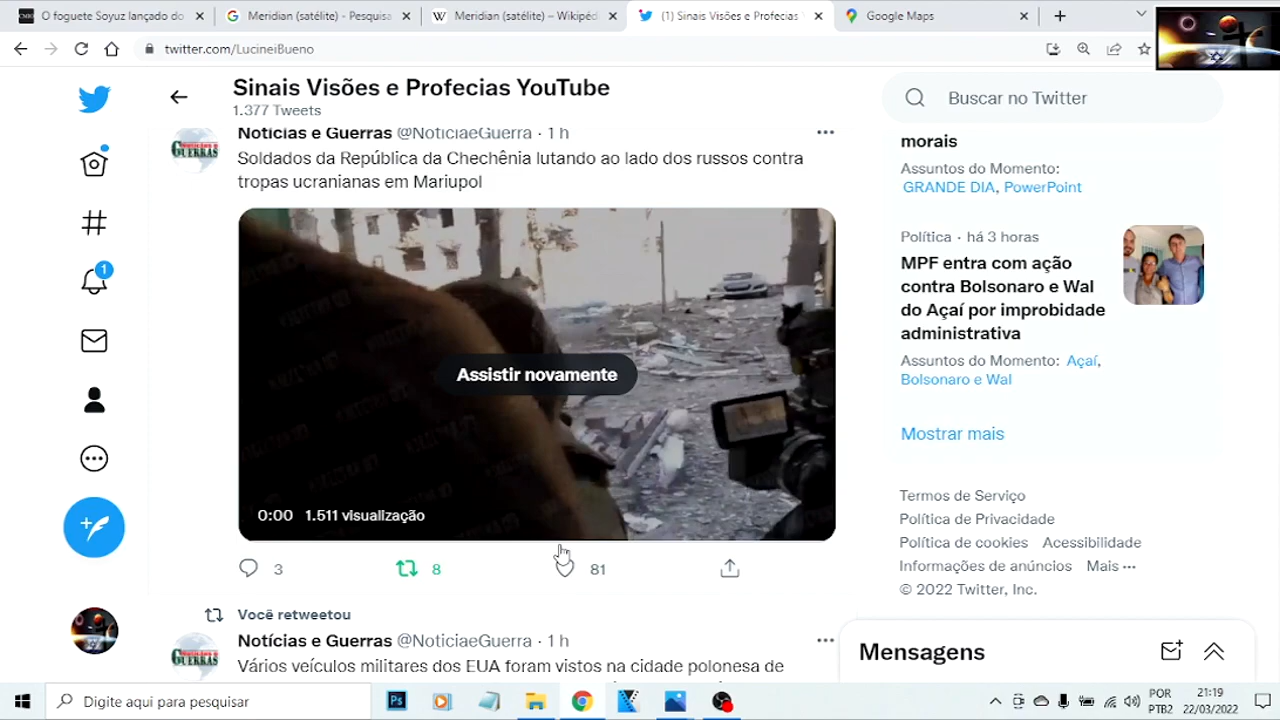 O foguete Soyuz lançado do
Meridian (satélite) - Pesquisa
Meridian (satélite) – Wikipéd
(1) Sinais Visões e Profecias
Google Maps
twitter.com/LucineiBueno
Sinais Visões e Profecias YouTube
1.377 Tweets
Buscar no Twitter
Notícias e Guerras @NoticiaeGuerra · 1 h
Soldados da República da Chechênia lutando ao lado dos russos contra
tropas ucranianas em Mariupol
GUERRAS
Assistir novamente
0:00 1.511 visualização
3
8
81
Você retweetou
Notícias e Guerras @NoticiaeGuerra · 1 h
GUERRAS
Vários veículos militares dos EUA foram vistos na cidade polonesa de
1
morais
Assuntos do Momento:
GRANDE DIA, PowerPoint
Política · há 3 horas
MPF entra com ação
contra Bolsonaro e Wal
do Açaí por improbidade
administrativa
Assuntos do Momento: Açaí,
Bolsonaro e Wal
Mostrar mais
Termos de Serviço
Política de Privacidade
Política de cookies Acessibilidade
Informações de anúncios Mais
© 2022 Twitter, Inc.
Mensagens
Digite aqui para pesquisar
Ps
POR
PTB2
21:19
22/03/2022